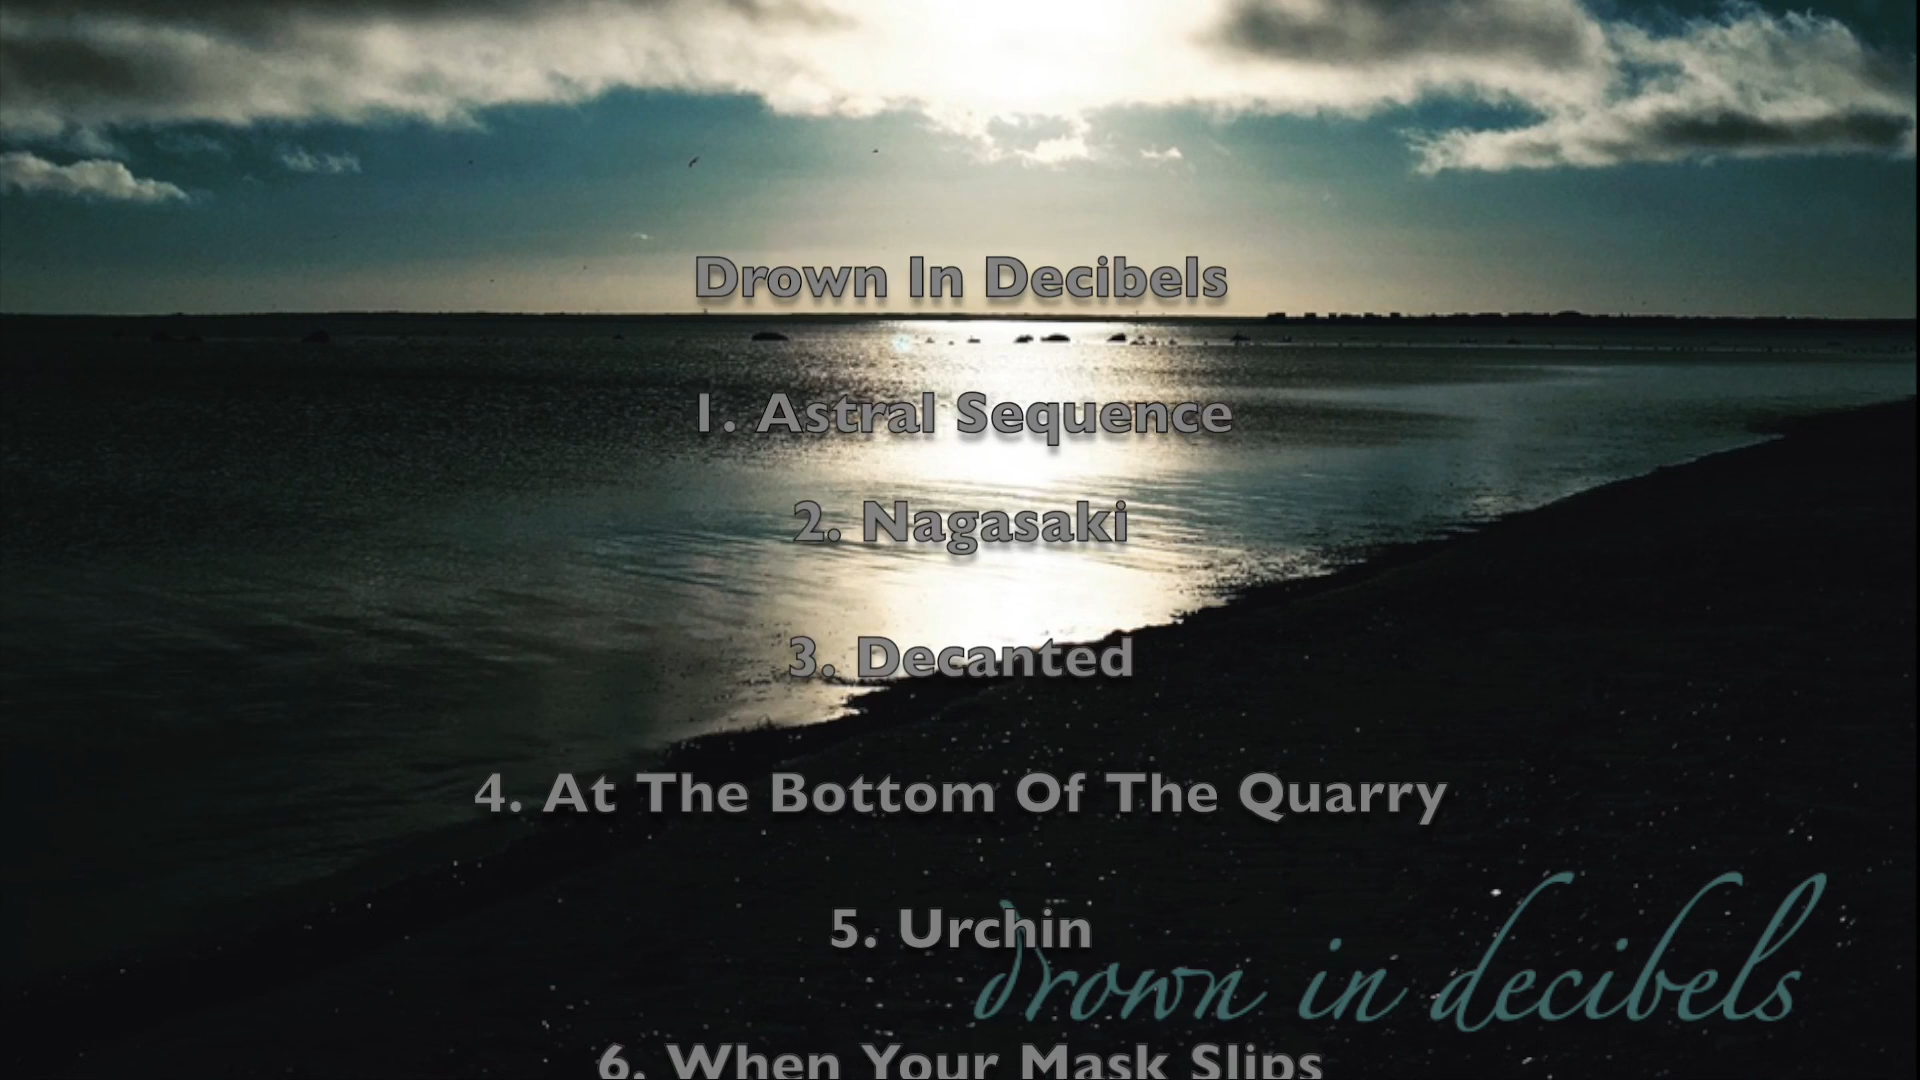 Drown In Decibels
1. Astral Sequence
2. Nagasaki
3. Decanted
4. At The Bottom Of The Quarry
5. Urchin
drown in decibels
6. When Your Mask Slips